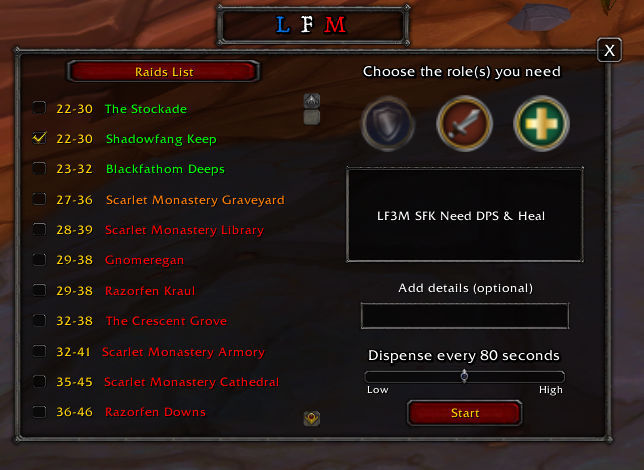 L F M
X
Raids List
22-30 The Stockade
22-30 Shadowfang Keep
23-32 Blackfathom Deeps
27-36 Scarlet Monastery Graveyard
28-39 Scarlet Monastery Library
29-38 Gnomeregan
29-38 Razorfen Kraul
32-38 The Crescent Grove
32-41 Scarlet Monastery Armory
35-45 Scarlet Monastery Cathedral
36-46 Razorfen Downs
Choose the role(s) you need
LF3M SFK Need DPS & Heal
Add details (optional)
Dispense every 80 seconds
Low High
Start